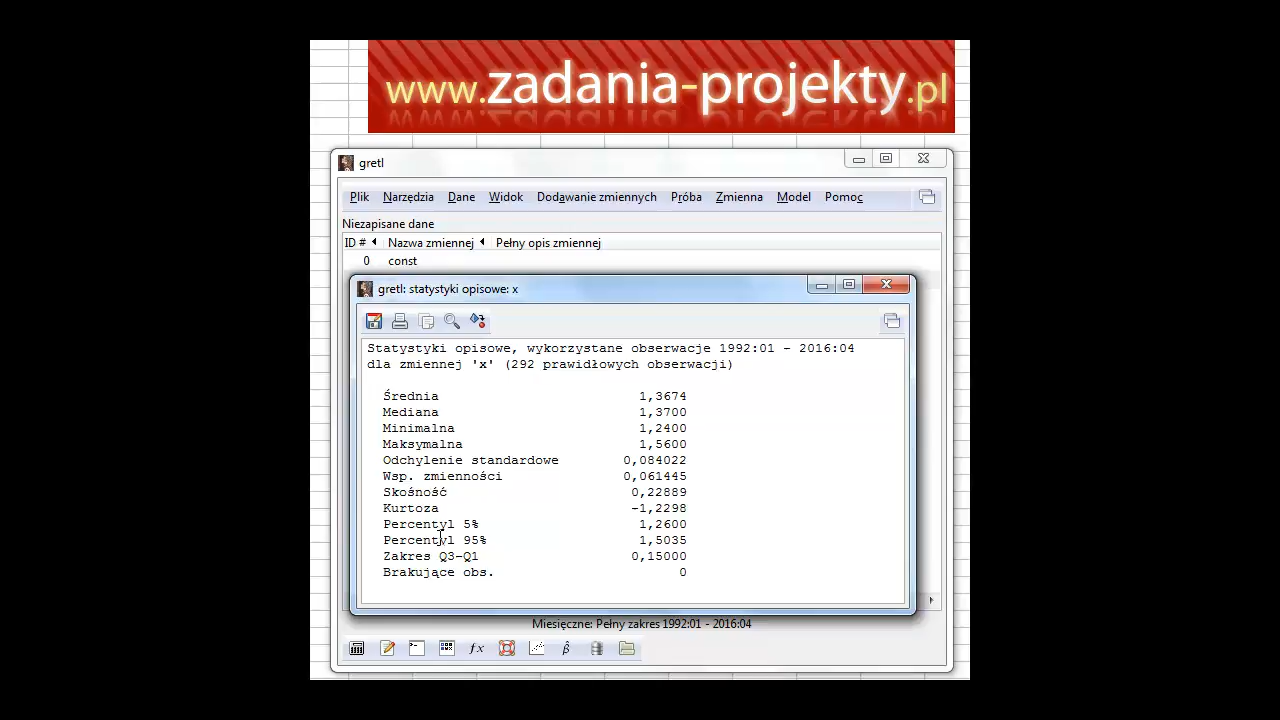 www.zadania-projekty.pl
gretl
Plik Narzędzia Dane Widok Dodawanie zmiennych Próba Zmienna Model Pomoc
Niezapisane dane
ID # Nazwa zmiennej Pełny opis zmiennej
0 const
gretl: statystyki opisowe: x
Statystyki opisowe, wykorzystane obserwacje 1992:01 - 2016:04
dla zmiennej 'x' (292 prawidłowych obserwacji)
Średnia 1,3674
Mediana 1,3700
Minimalna 1,2400
Maksymalna 1,5600
Odchylenie standardowe 0,084022
Wsp. zmienności 0,061445
Skośność 0,22889
Kurtoza -1,2298
Percentyl 5% 1,2600
Percentyl 95% 1,5035
Zakres Q3-Q1 0,15000
Brakujące obs. 0
Miesięczne: Pełny zakres 1992:01 - 2016:04
fx β̂